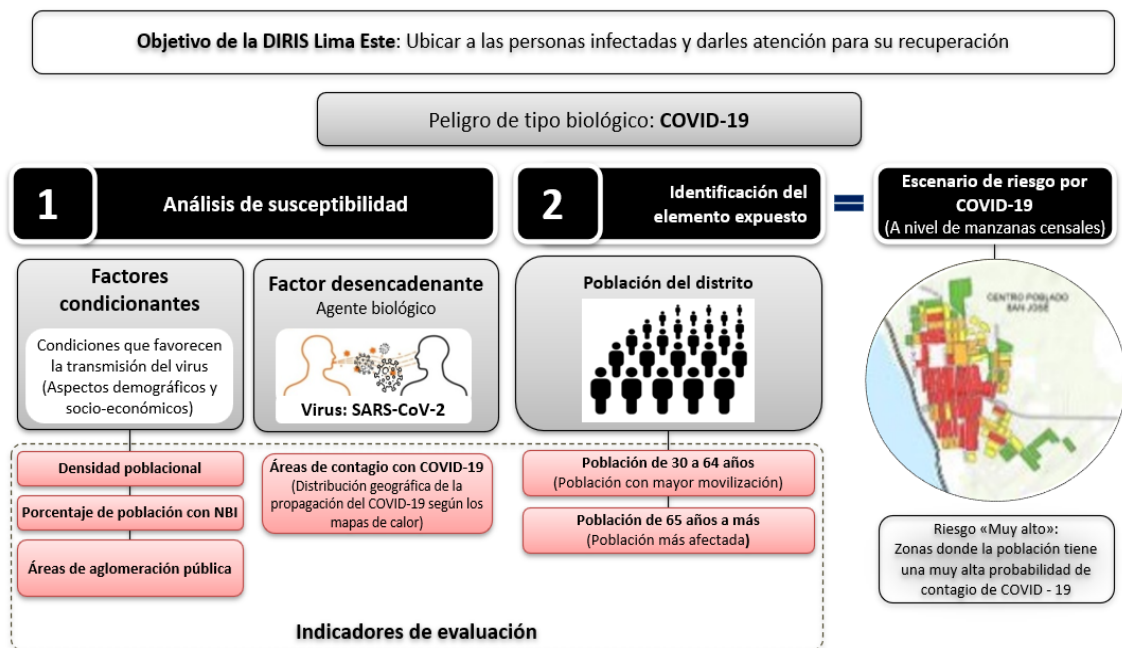 Objetivo de la DIRIS Lima Este: Ubicar a las personas infectadas y darles atención para su recuperación
Peligro de tipo biológico: COVID-19
1
Análisis de susceptibilidad
2
Identificación del
elemento expuesto
=
Escenario de riesgo por
COVID-19
(A nivel de manzanas censales)
Factores
condicionantes
Condiciones que favorecen
la transmisión del virus
(Aspectos demográficos y
socio-económicos)
Factor desencadenante
Agente biológico
Virus: SARS-CoV-2
Población del distrito
CENTRO POBLADO
SAN JOSÉ
Densidad poblacional
Porcentaje de población con NBI
Áreas de aglomeración pública
Áreas de contagio con COVID-19
(Distribución geográfica de la
propagación del COVID-19 según los
mapas de calor)
Población de 30 a 64 años
(Población con mayor movilización)
Población de 65 años a más
(Población más afectada)
Riesgo «Muy alto»:
Zonas donde la población tiene
una muy alta probabilidad de
contagio de COVID - 19
Indicadores de evaluación